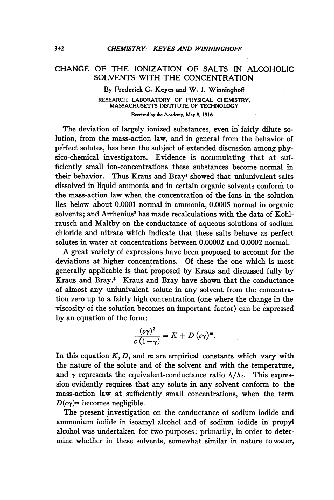 342 CHEMISTRY: KEYES AND WINNINGHOFF
CHANGE OF THE IONIZATION OF SALTS IN ALCOHOLIC
SOLVENTS WITH THE CONCENTRATION
By Frederick G. Keyes and W. J. Winninghoff
RESEARCH LABORATORY OF PHYSICAL CHEMISTRY,
MASSACHUSETTS INSTITUTE OF TECHNOLOGY
Received by the Academy, May 8, 1916
The deviation of largely ionized substances, even in fairly dilute so-
lution, from the mass-action law, and in general from the behavior of
perfect solutes, has been the subject of extended discussion among phy-
sico-chemical investigators. Evidence is accumulating that at suf-
ficiently small ion-concentrations these substances become normal in
their behavior. Thus Kraus and Bray¹ showed that uniunivalent salts
dissolved in liquid ammonia and in certain organic solvents conform to
the mass-action law when the concentration of the ions in the solution
lies below about 0.0001 normal in ammonia, 0.0005 normal in organic
solvents; and Arrhenius² has made recalculations with the data of Kohl-
rausch and Maltby on the conductance of aqueous solutions of sodium
chloride and nitrate which indicate that these salts behave as perfect
solutes in water at concentrations between 0.00002 and 0.0002 normal.
A great variety of expressions have been proposed to account for the
deviations at higher concentrations. Of these the one which is most
generally applicable is that proposed by Kraus and discussed fully by
Kraus and Bray.¹ Kraus and Bray have shown that the conductance
of almost any uniunivalent solute in any solvent from the concentra-
tion zero up to a fairly high concentration (one where the change in the
viscosity of the solution becomes an important factor) can be expressed
by an equation of the form:
(cγ)² / c(1−γ) = K + D (cγ)ᵐ.
In this equation K, D, and m are empirical constants which vary with
the nature of the solute and of the solvent and with the temperature,
and γ represents the equivalent-conductance ratio Λ/Λ₀. This expres-
sion evidently requires that any solute in any solvent conform to the
mass-action law at sufficiently small concentrations, when the term
D(cγ)ᵐ becomes negligible.
The present investigation on the conductance of sodium iodide and
ammonium iodide in isoamyl alcohol and of sodium iodide in propyl
alcohol was undertaken for two purposes; primarily, in order to deter-
mine whether in these solvents, somewhat similar in nature to water,